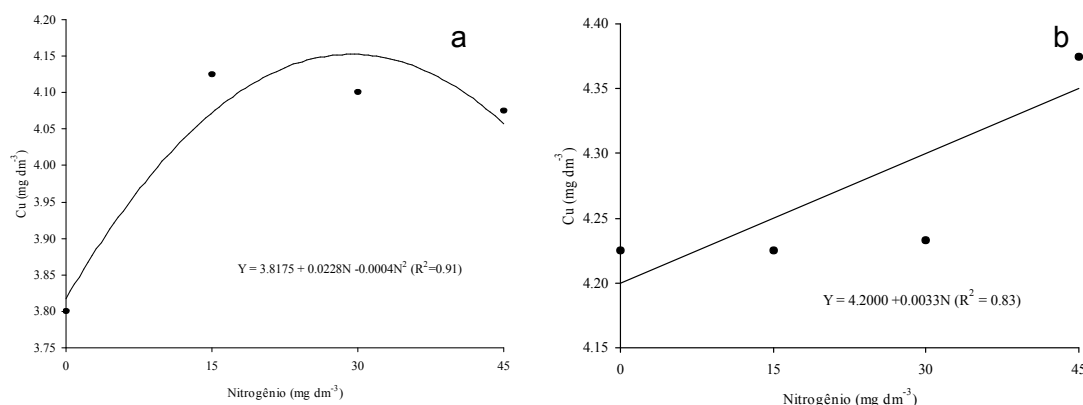 a
4.20
4.15
4.10
4.05
4.00
3.95
3.90
3.85
3.80
3.75
Cu (mg dm⁻³)
Y = 3.8175 + 0.0228N -0.0004N² (R²=0.91)
0 15 30 45
Nitrogênio (mg dm⁻³)
b
4.40
4.35
4.30
4.25
4.20
4.15
Cu (mg dm⁻³)
Y = 4.2000 +0.0033N (R² = 0.83)
0 15 30 45
Nitrogênio (mg dm⁻³)